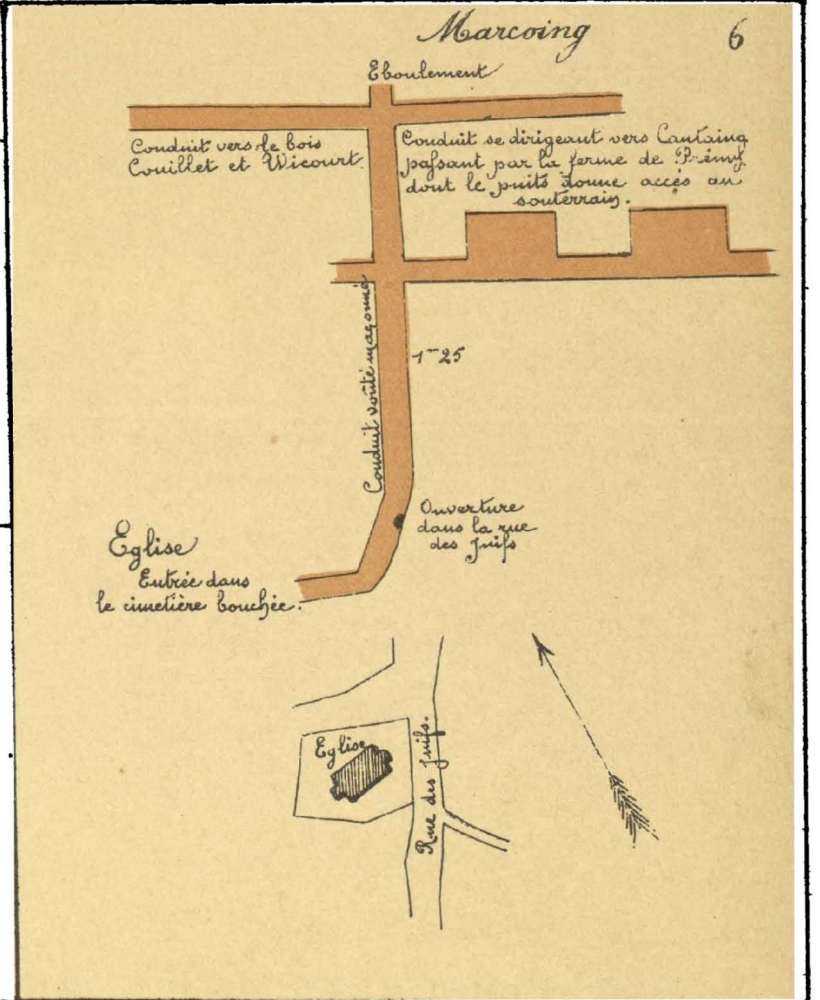 Marcoing
6
Eboulement
Conduit vers le bois
Couillet et Wicourt.
Conduit se dirigeant vers Cantaing
passant par la ferme de Prémy
dont le puits donne accès au
souterrain.
Conduit voûté maçonné
1m25
Ouverture
dans la rue
des Juifs
Eglise
Entrée dans
le cimetière bouchée.
Eglise
Rue des Juifs.